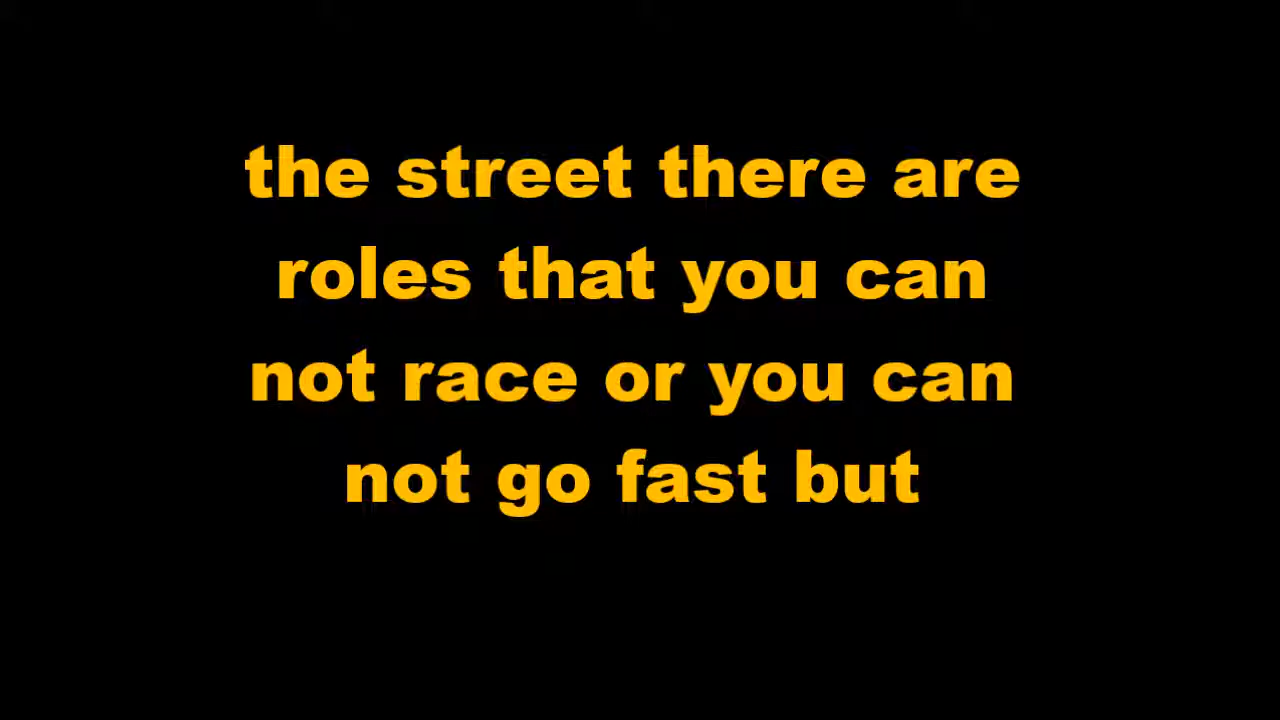 the street there are
roles that you can
not race or you can
not go fast but